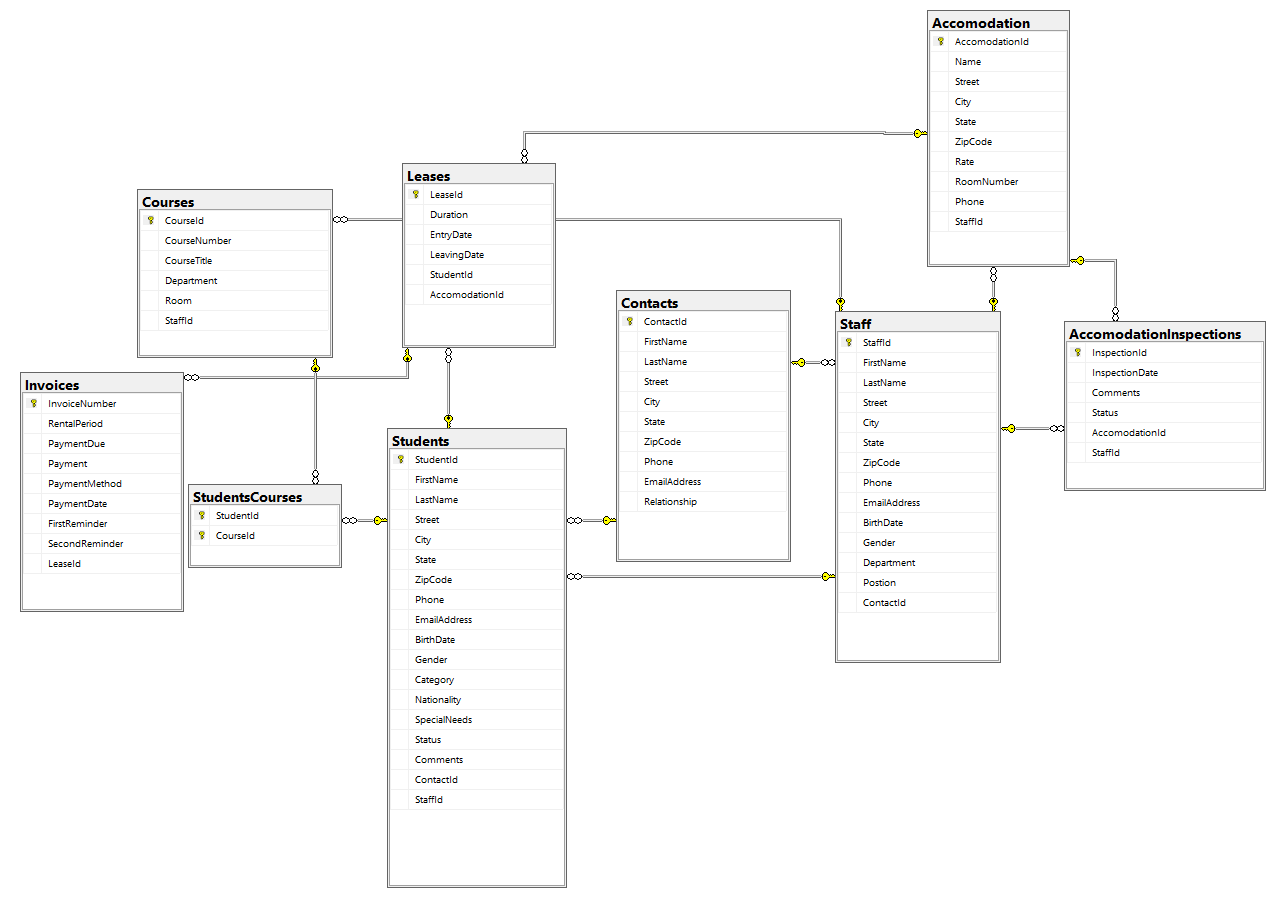 Accomodation
AccomodationId
Name
Street
City
State
ZipCode
Rate
RoomNumber
Phone
StaffId
Leases
LeaseId
Duration
EntryDate
LeavingDate
StudentId
AccomodationId
Courses
CourseId
CourseNumber
CourseTitle
Department
Room
StaffId
Contacts
ContactId
FirstName
LastName
Street
City
State
ZipCode
Phone
EmailAddress
Relationship
Staff
StaffId
FirstName
LastName
Street
City
State
ZipCode
Phone
EmailAddress
BirthDate
Gender
Department
Postion
ContactId
AccomodationInspections
InspectionId
InspectionDate
Comments
Status
AccomodationId
StaffId
Invoices
InvoiceNumber
RentalPeriod
PaymentDue
Payment
PaymentMethod
PaymentDate
FirstReminder
SecondReminder
LeaseId
StudentsCourses
StudentId
CourseId
Students
StudentId
FirstName
LastName
Street
City
State
ZipCode
Phone
EmailAddress
BirthDate
Gender
Category
Nationality
SpecialNeeds
Status
Comments
ContactId
StaffId